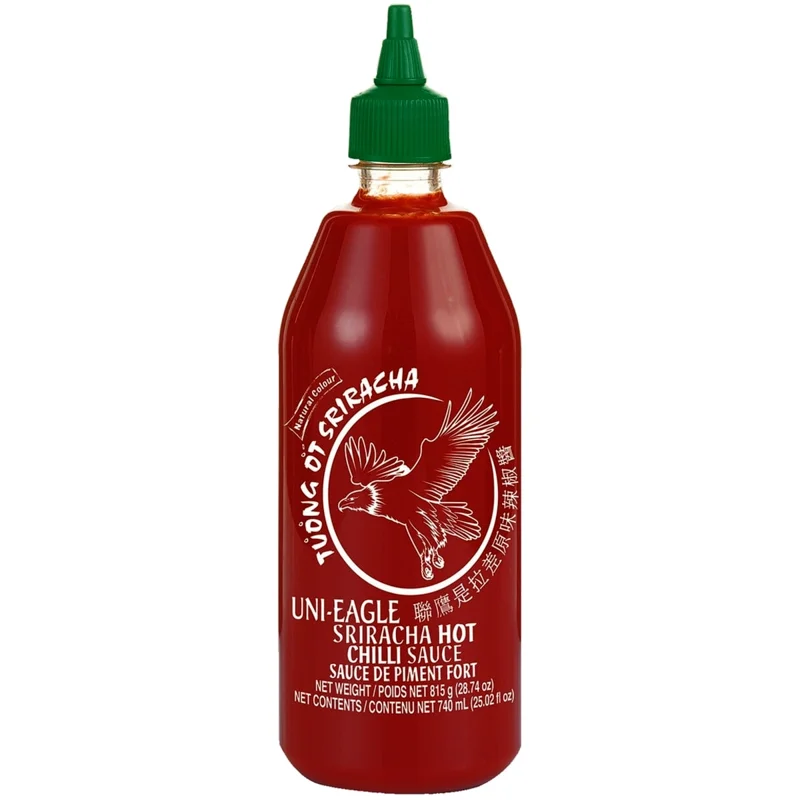 Natural Colour
TƯƠNG ỚT SRIRACHA
聯鷹是拉差原味辣椒醬
UNI-EAGLE
SRIRACHA HOT
CHILLI SAUCE
SAUCE DE PIMENT FORT
NET WEIGHT / POIDS NET 815 g (28.74 oz)
NET CONTENTS / CONTENU NET 740 mL (25.02 fl oz)